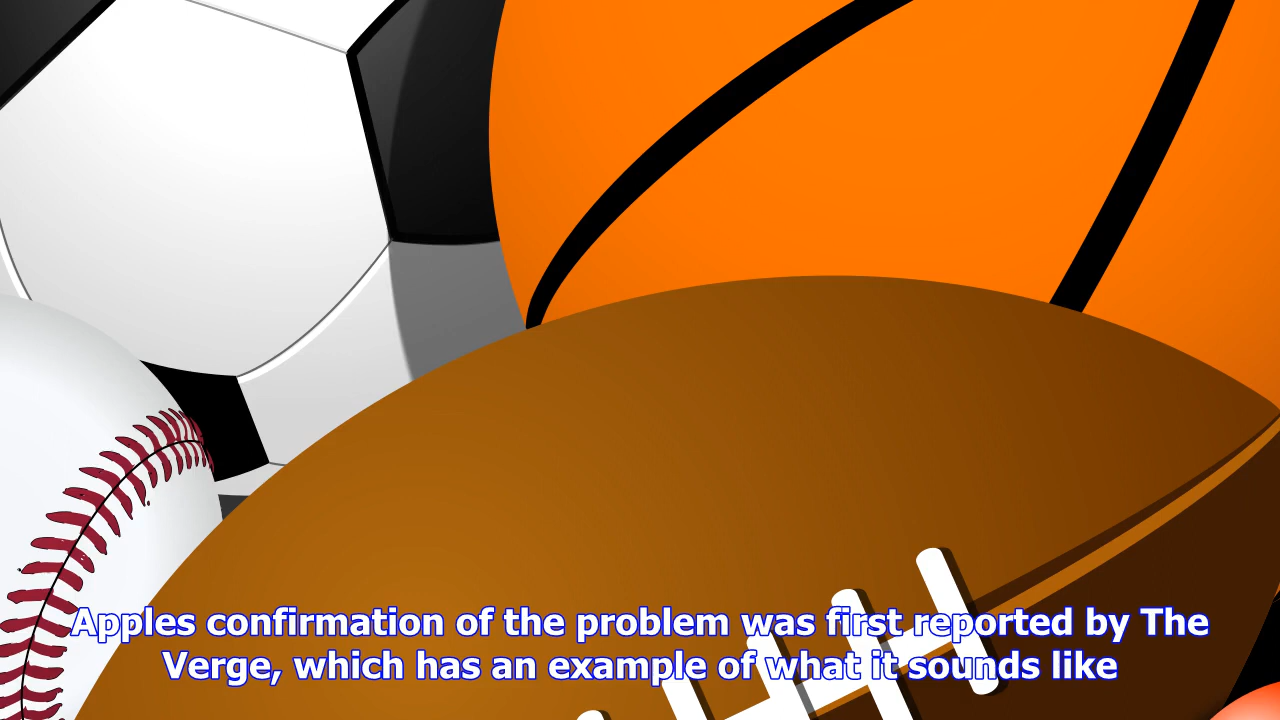 Apples confirmation of the problem was first reported by The
Verge, which has an example of what it sounds like